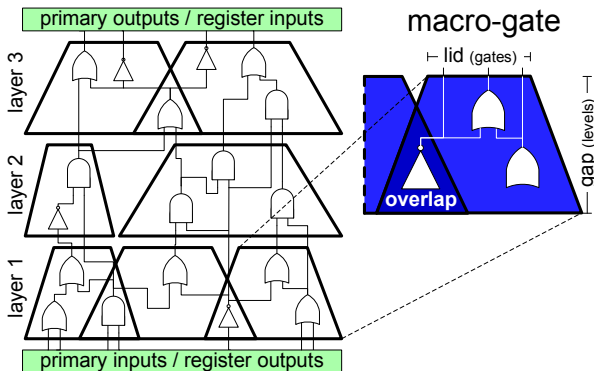 primary outputs / register inputs
macro-gate
lid (gates)
layer 3
gap (levels)
layer 2
overlap
layer 1
primary inputs / register outputs